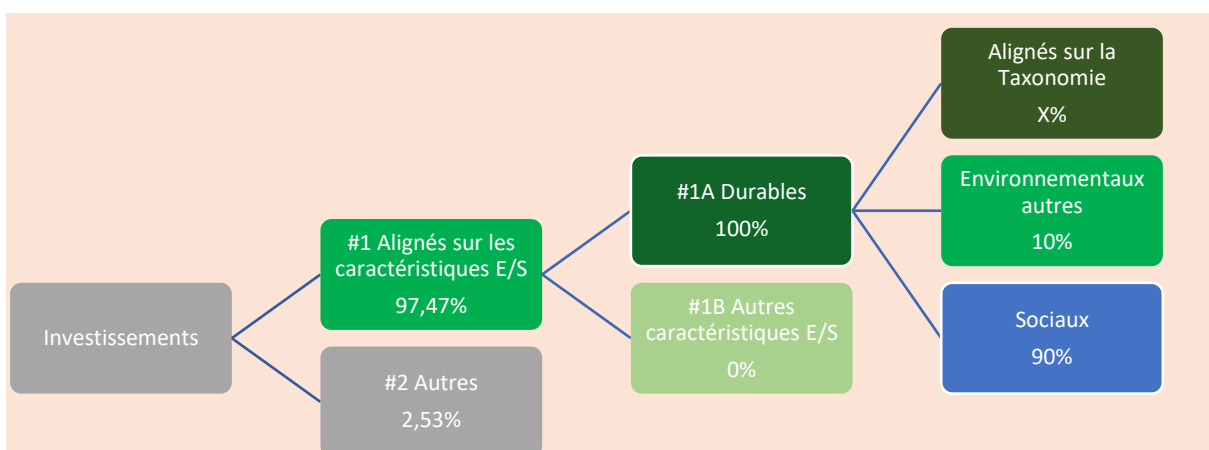 Investissements
#1 Alignés sur les
caractéristiques E/S
97,47%
#2 Autres
2,53%
#1A Durables
100%
#1B Autres
caractéristiques E/S
0%
Alignés sur la
Taxonomie
X%
Environnementaux
autres
10%
Sociaux
90%